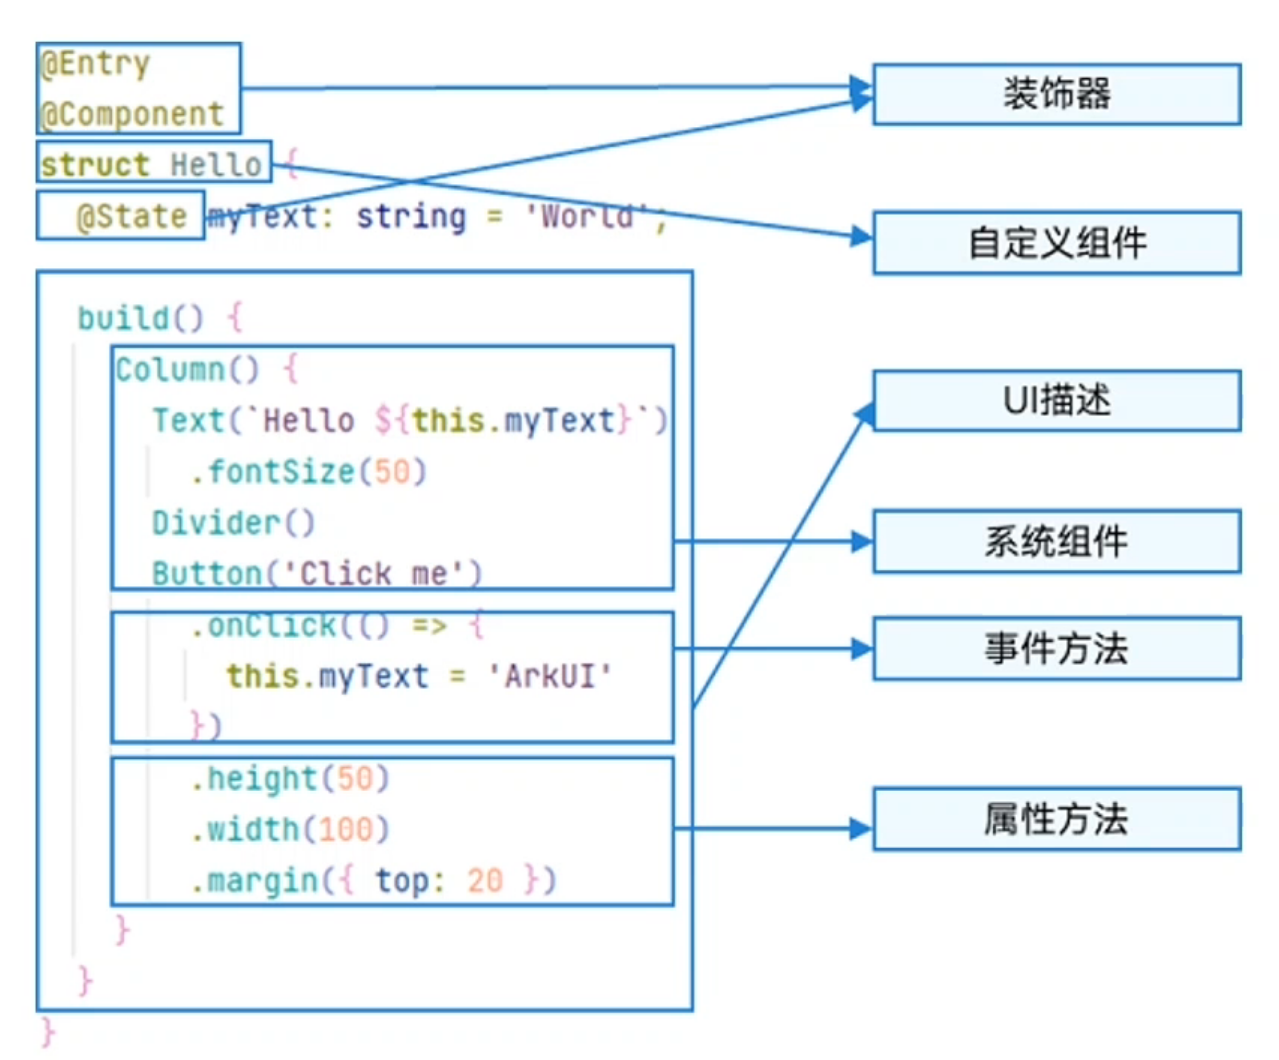 @Entry
@Component
struct Hello {
@State myText: string = 'World';
build() {
Column() {
Text(`Hello ${this.myText}`)
.fontSize(50)
Divider()
Button('Click me')
.onClick(() => {
this.myText = 'ArkUI'
})
.height(50)
.width(100)
.margin({ top: 20 })
}
}
}
装饰器
自定义组件
UI描述
系统组件
事件方法
属性方法